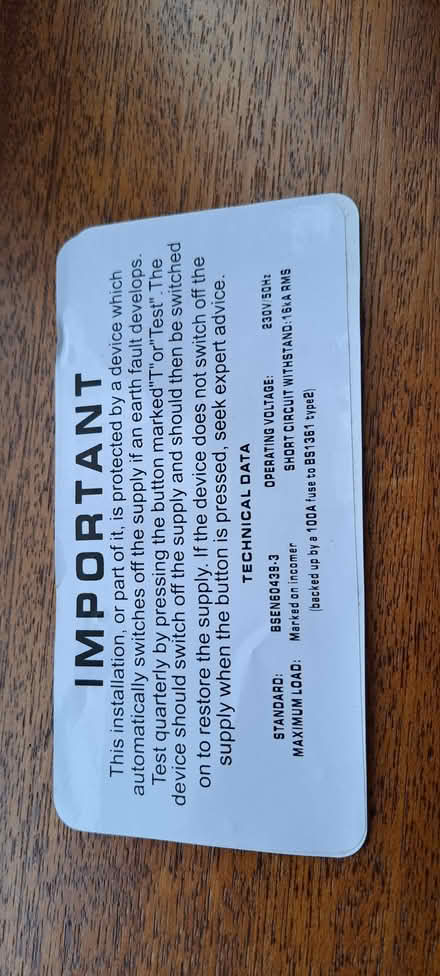 IMPORTANT
This installation, or part of it, is protected by a device which
automatically switches off the supply if an earth fault develops.
Test quarterly by pressing the button marked"T"or"Test".The
device should switch off the supply and should then be switched
on to restore the supply. If the device does not switch off the
supply when the button is pressed, seek expert advice.
TECHNICAL DATA
STANDARD: BSEN60439-3 OPERATING VOLTAGE: 230V/50Hz
MAXIMUM LOAD: Marked on incomer SHORT CIRCUIT WITHSTAND:16kA RMS
(backed up by a 100A fuse to BS1361 type2)